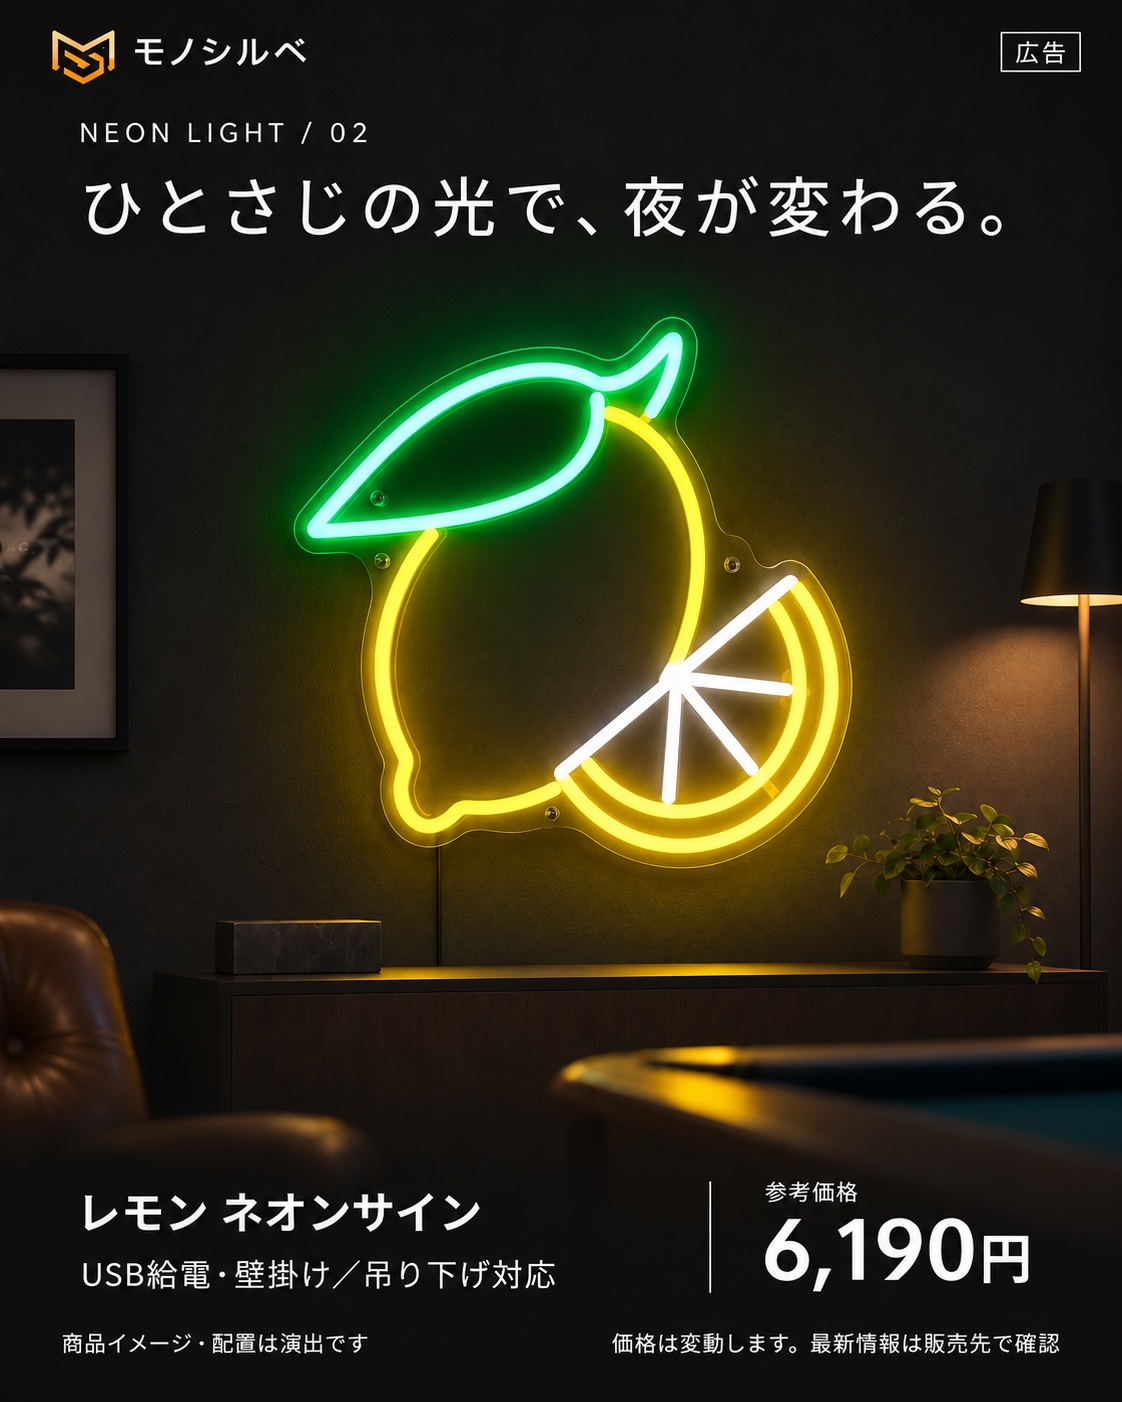 モノシルベ
広告
NEON LIGHT / 02
ひとさじの光で、夜が変わる。
レモン ネオンサイン
USB給電・壁掛け／吊り下げ対応
参考価格
6,190円
商品イメージ・配置は演出です
価格は変動します。最新情報は販売先で確認